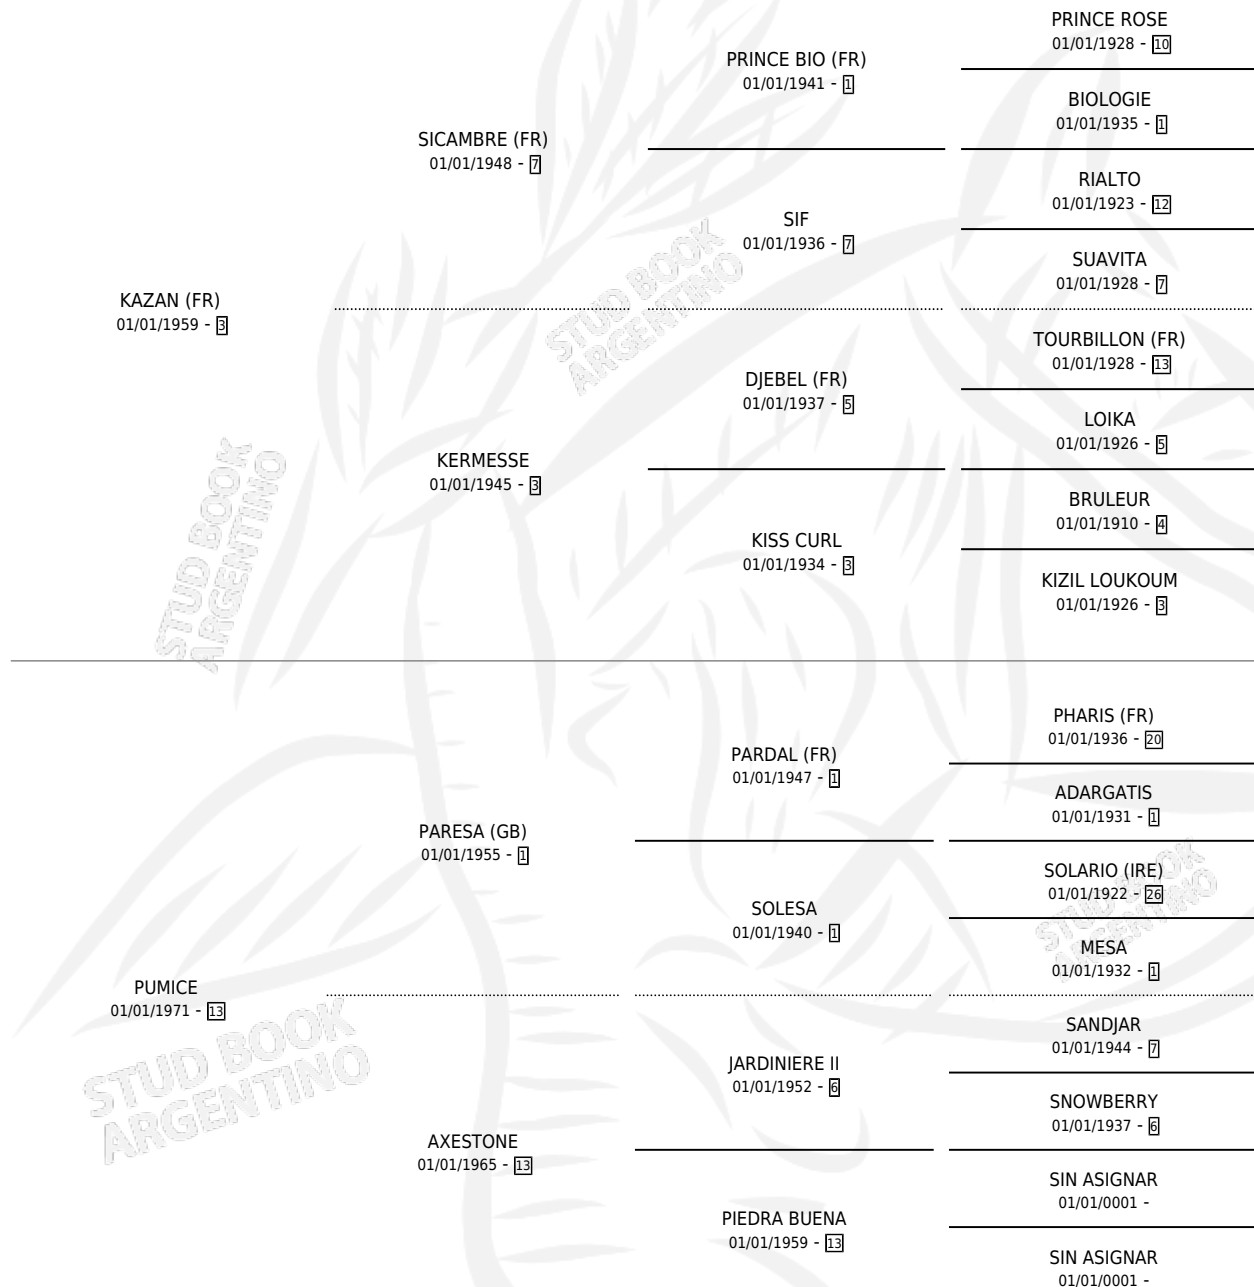 PRINCE ROSE
01/01/1928 - 10
PRINCE BIO (FR)
01/01/1941 - 1
BIOLOGIE
01/01/1935 - 1
SICAMBRE (FR)
01/01/1948 - 7
RIALTO
01/01/1923 - 12
SIF
01/01/1936 - 7
SUAVITA
01/01/1928 - 7
KAZAN (FR)
01/01/1959 - 3
TOURBILLON (FR)
01/01/1928 - 13
DJEBEL (FR)
01/01/1937 - 5
LOIKA
01/01/1926 - 5
KERMESSE
01/01/1945 - 3
BRULEUR
01/01/1910 - 4
KISS CURL
01/01/1934 - 3
KIZIL LOUKOUM
01/01/1926 - 3
PHARIS (FR)
01/01/1936 - 20
PARDAL (FR)
01/01/1947 - 1
ADARGATIS
01/01/1931 - 1
PARESA (GB)
01/01/1955 - 1
SOLARIO (IRE)
01/01/1922 - 26
SOLESA
01/01/1940 - 1
MESA
01/01/1932 - 1
PUMICE
01/01/1971 - 13
SANDJAR
01/01/1944 - 7
JARDINIERE II
01/01/1952 - 6
SNOWBERRY
01/01/1937 - 6
AXESTONE
01/01/1965 - 13
SIN ASIGNAR
01/01/0001 -
PIEDRA BUENA
01/01/1959 - 13
SIN ASIGNAR
01/01/0001 -
STUD BOOK
ARGENTINO
STUD BOOK
ARGENTINO
STUD BOOK
ARGENTINO
STUD BOOK
ARGENTINO